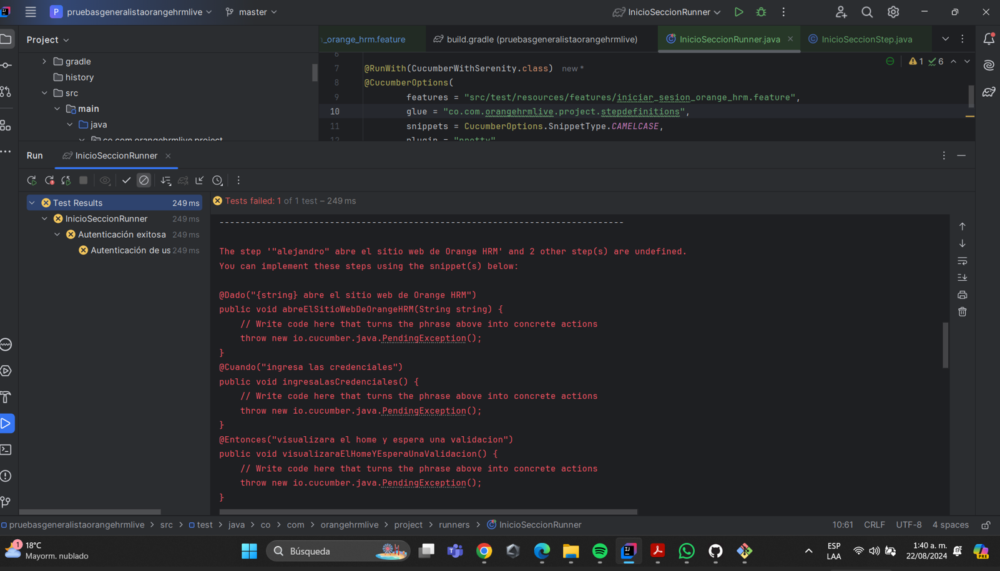 P pruebasgeneralistaorangehrmlive master InicioSeccionRunner
Project
_orange_hrm.feature build.gradle (pruebasgeneralistaorangehrmlive) InicioSeccionRunner.java InicioSeccionStep.java
gradle
history
src
main
java
co.com.orangehrmlive.project
6
7 @RunWith(CucumberWithSerenity.class) new *
1 6
8 @CucumberOptions(
9 features = "src/test/resources/features/iniciar_sesion_orange_hrm.feature",
10 glue = "co.com.orangehrmlive.project.stepdefinitions",
11 snippets = CucumberOptions.SnippetType.CAMELCASE,
12 plugin = "pretty"
Run InicioSeccionRunner
Test Results 249 ms
InicioSeccionRunner 249 ms
Autenticación exitosa 249 ms
Autenticación de us 249 ms
Tests failed: 1 of 1 test – 249 ms
---------------------------------------------------------------------------
The step '"alejandro" abre el sitio web de Orange HRM' and 2 other step(s) are undefined.
You can implement these steps using the snippet(s) below:
@Dado("{string} abre el sitio web de Orange HRM")
public void abreElSitioWebDeOrangeHRM(String string) {
// Write code here that turns the phrase above into concrete actions
throw new io.cucumber.java.PendingException();
}
@Cuando("ingresa las credenciales")
public void ingresaLasCredenciales() {
// Write code here that turns the phrase above into concrete actions
throw new io.cucumber.java.PendingException();
}
@Entonces("visualizara el home y espera una validacion")
public void visualizaraElHomeYEsperaUnaValidacion() {
// Write code here that turns the phrase above into concrete actions
throw new io.cucumber.java.PendingException();
}
pruebasgeneralistaorangehrmlive > src > test > java > co > com > orangehrmlive > project > runners > InicioSeccionRunner
10:61 CRLF UTF-8 4 spaces
1
18°C
Mayorm. nublado
Búsqueda
ESP
LAA
1:40 a. m.
22/08/2024
PRE